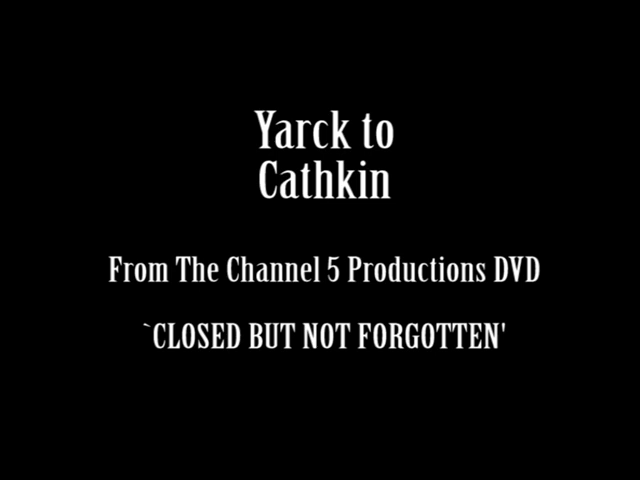 Yarck to
Cathkin
From The Channel 5 Productions DVD
`CLOSED BUT NOT FORGOTTEN'